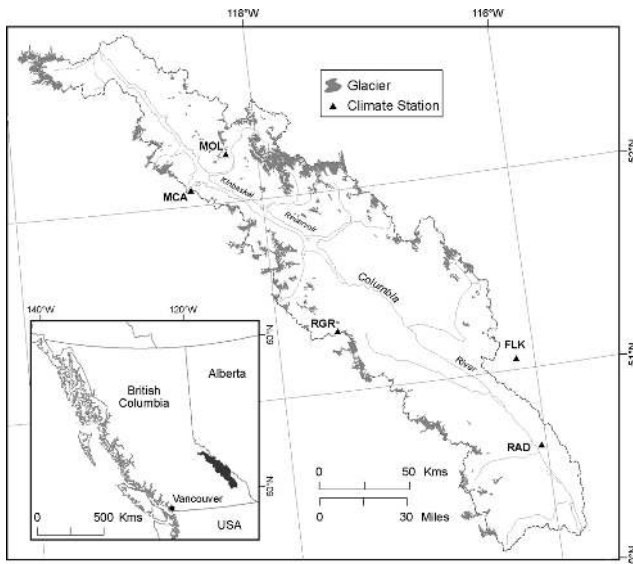 118°W
116°W
Glacier
Climate Station
MOL
52°N
MCA
Kinbasket
Reservoir
Columbia
RGR
51°N
FLK
River
RAD
140°W
120°W
60°N
Alberta
British
Columbia
50°N
Vancouver
0 500 Kms
USA
0 50 Kms
0 30 Miles